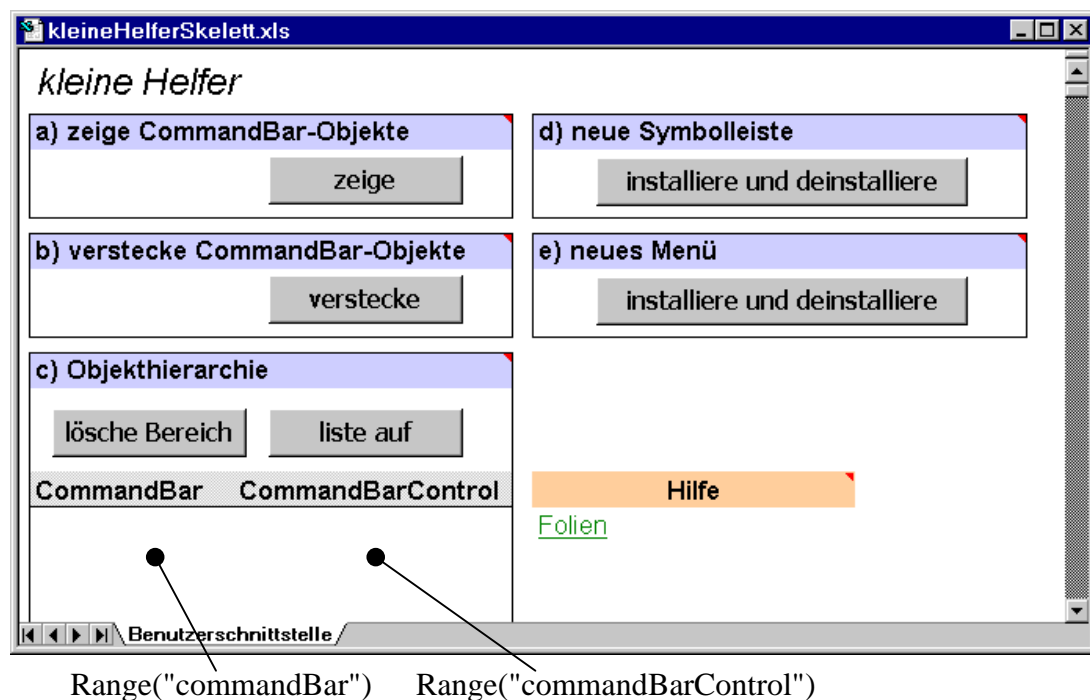 kleineHelferSkelett.xls
kleine Helfer
a) zeige CommandBar-Objekte
zeige
d) neue Symbolleiste
installiere und deinstalliere
b) verstecke CommandBar-Objekte
verstecke
e) neues Menü
installiere und deinstalliere
c) Objekthierarchie
lösche Bereich
liste auf
CommandBar CommandBarControl
Hilfe
Folien
Benutzerschnittstelle
Range("commandBar") Range("commandBarControl")